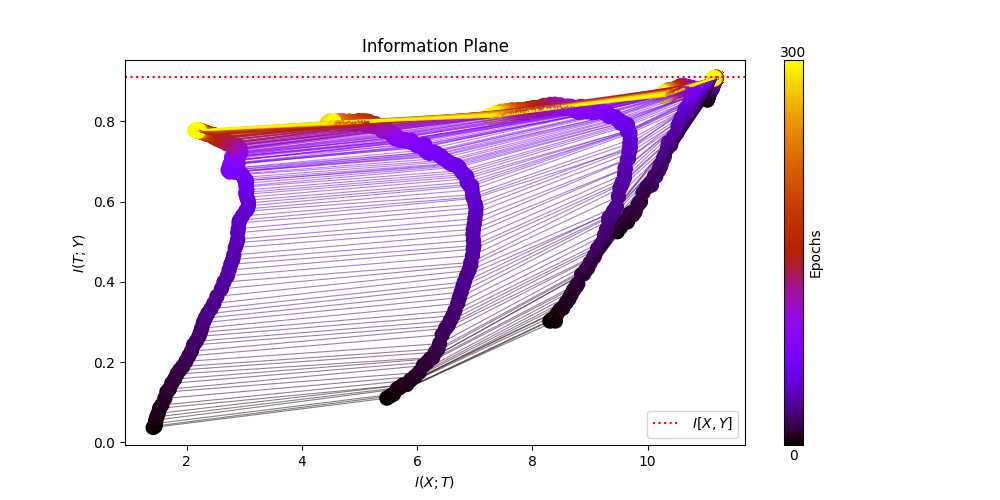 Information Plane
300
0.8
0.6
0.4
0.2
0.0
I(T; Y)
Epochs
I[X, Y]
0
2
4
6
8
10
I(X; T)